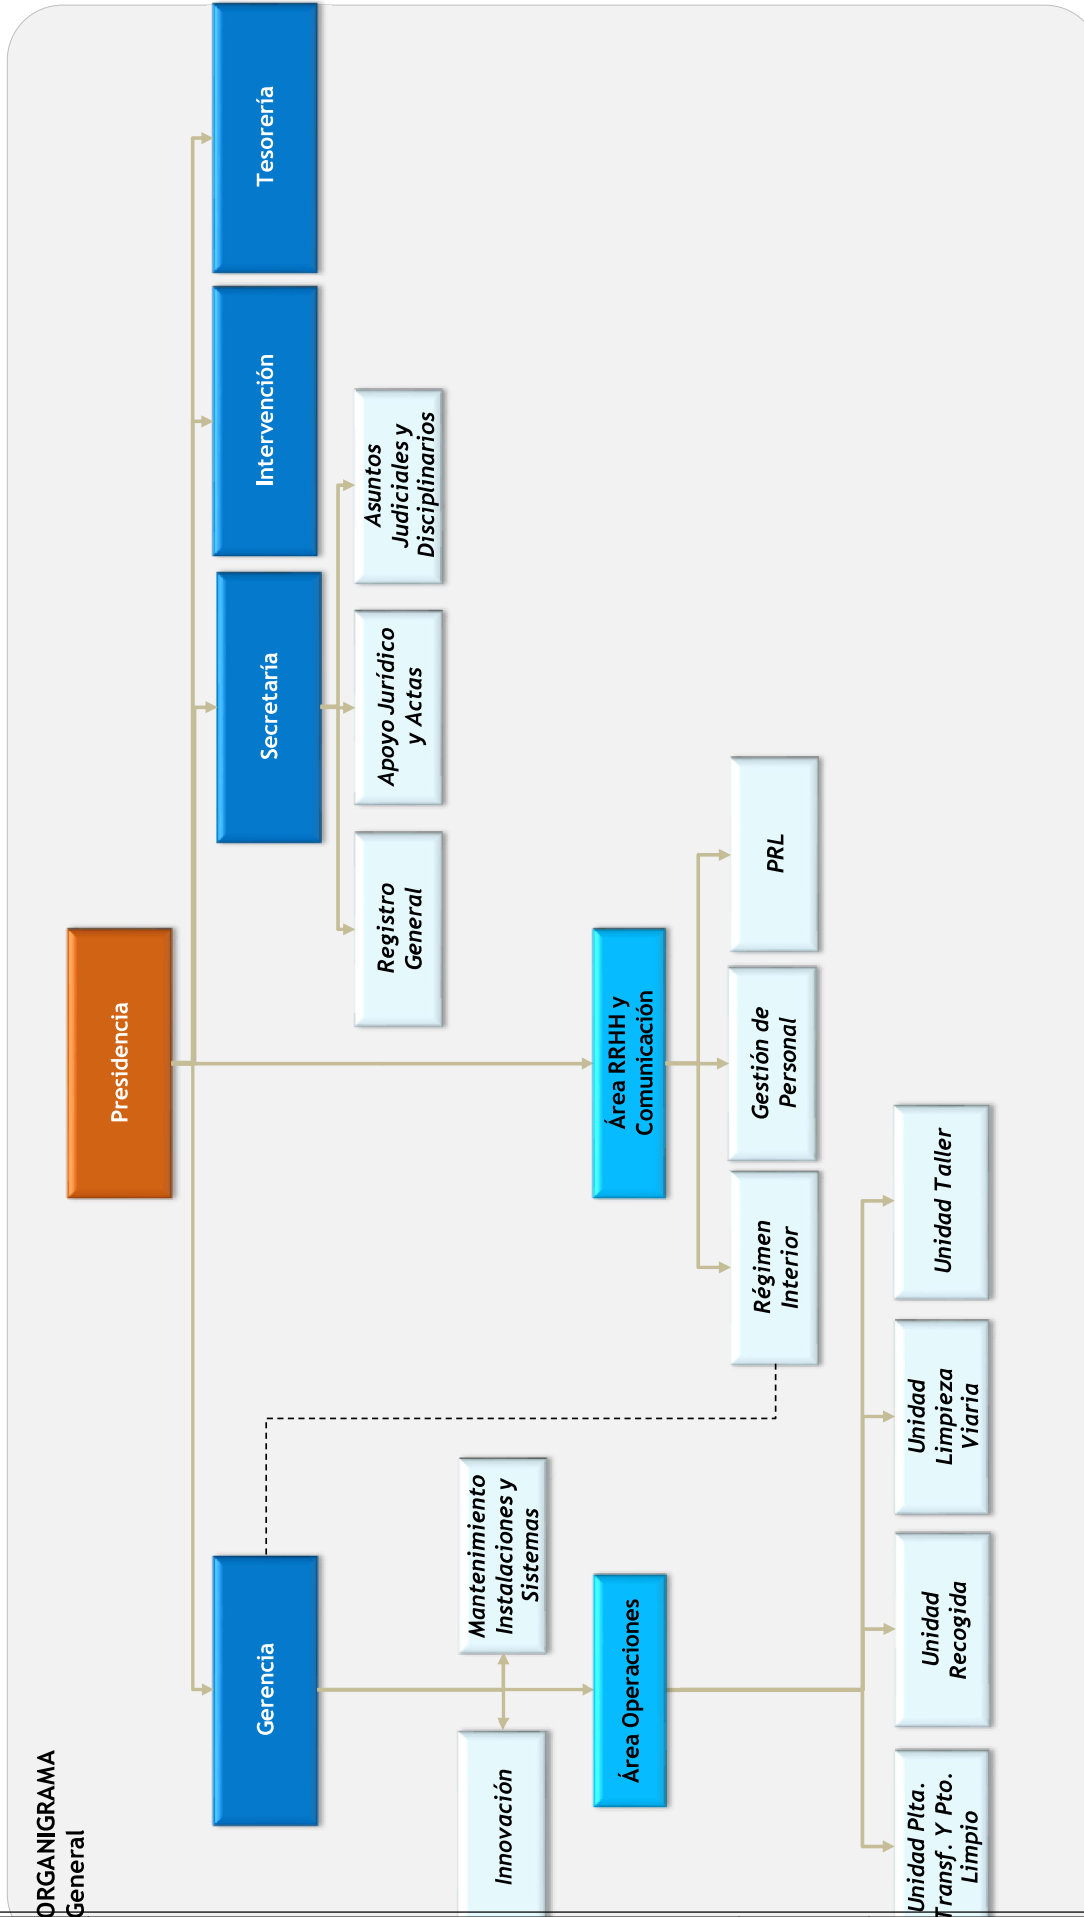 ORGANIGRAMA
General
Presidencia
Gerencia
Secretaría
Intervención
Tesorería
Registro
General
Apoyo Jurídico
y Actas
Asuntos
Judiciales y
Disciplinarios
Innovación
Mantenimiento
Instalaciones y
Sistemas
Área Operaciones
Área RRHH y
Comunicación
Régimen
Interior
Gestión de
Personal
PRL
Unidad Plta.
Transf. Y Pto.
Limpio
Unidad
Recogida
Unidad
Limpieza
Viaria
Unidad Taller